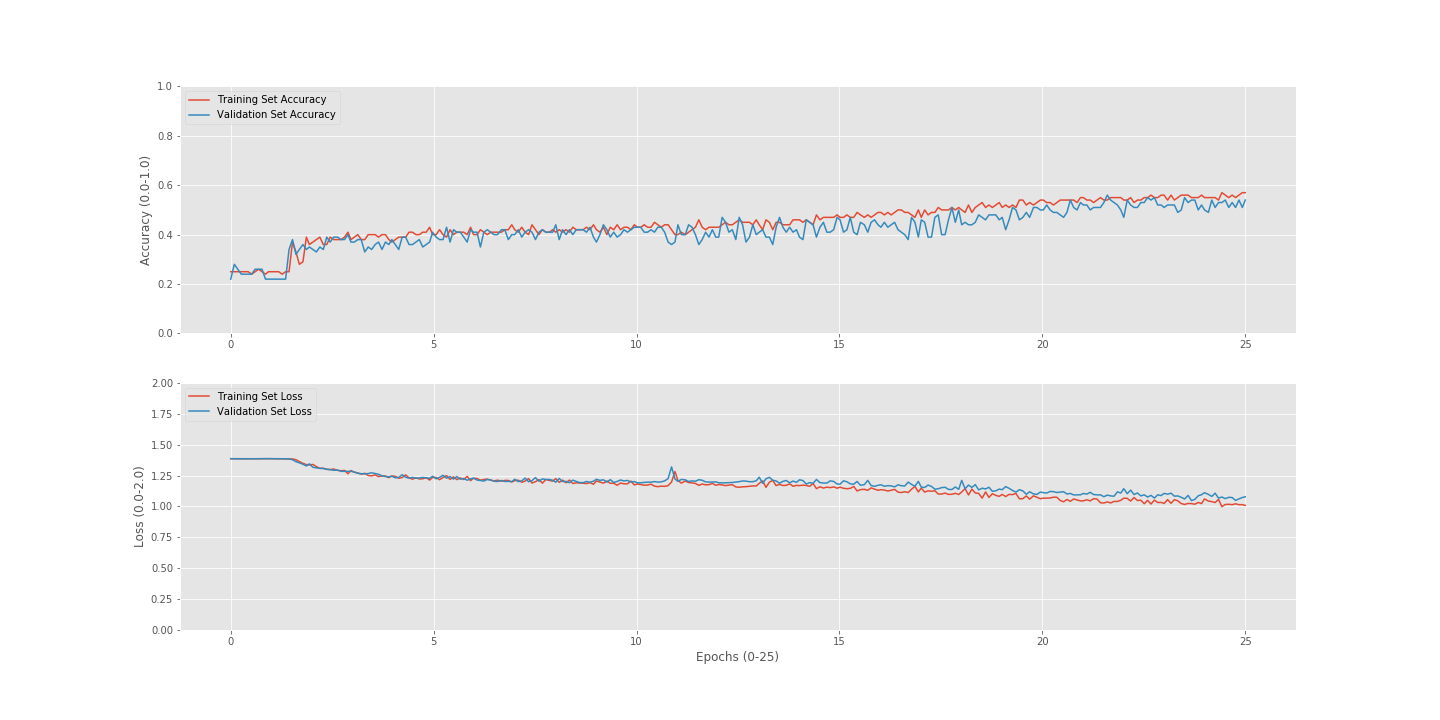 1.0
Training Set Accuracy
Validation Set Accuracy
0.8
0.6
0.4
0.2
0.0
Accuracy (0.0-1.0)
0 5 10 15 20 25
2.00
Training Set Loss
Validation Set Loss
1.75
1.50
1.25
1.00
0.75
0.50
0.25
0.00
Loss (0.0-2.0)
0 5 10 15 20 25
Epochs (0-25)